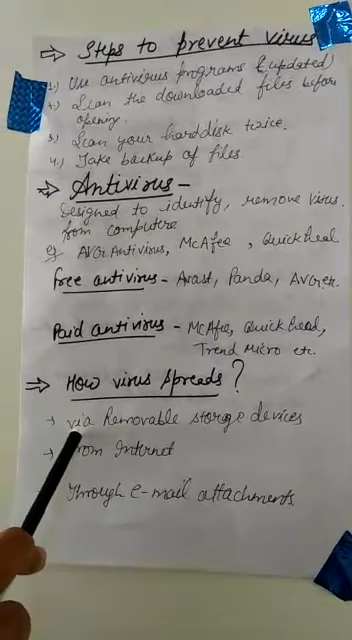 ⇒ Steps to prevent virus
1.) Use antivirus programs (updated)
2.) Scan the downloaded files before
opening.
3.) Scan your harddisk twice.
4.) Take backup of files.
⇒ Antivirus -
Designed to identify, remove virus.
from computers
eg AVG Antivirus, McAfee, Quick heal
free antivirus - Avast, Panda, AVG etc.
Paid antivirus - McAfee, Quick heal,
Trend Micro etc.
⇒ How virus spreads?
→ via Removable storage devices
→ from Internet
Through e-mail attachments